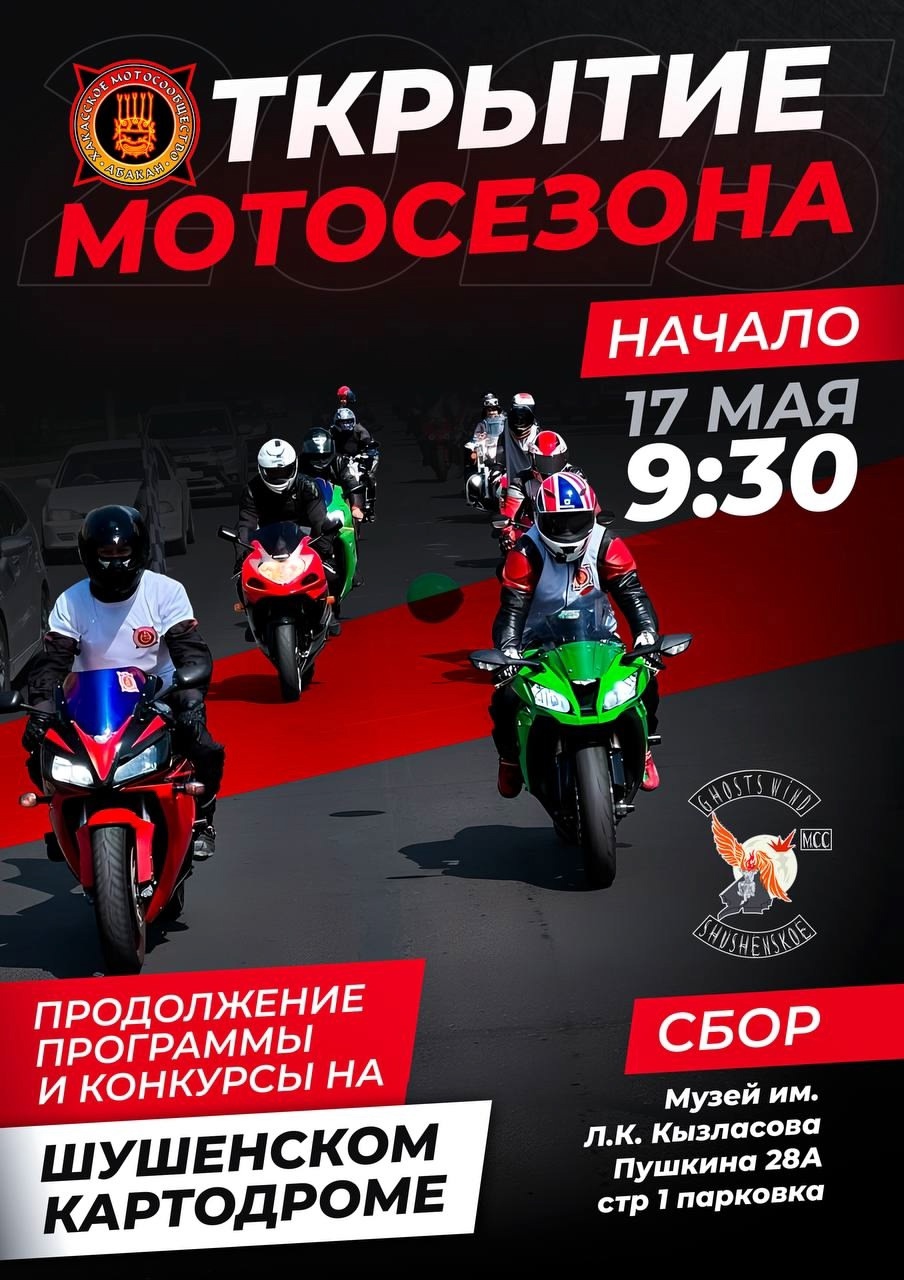 2025
ХАКАССКОЕ МОТОСООБЩЕСТВО
• АБАКАН •
ТКРЫТИЕ
МОТОСЕЗОНА
НАЧАЛО
17 МАЯ
9:30
GHOSTS WIND
MCC
SHUSHENSKOE
ПРОДОЛЖЕНИЕ
ПРОГРАММЫ
И КОНКУРСЫ НА
ШУШЕНСКОМ
КАРТОДРОМЕ
СБОР
Музей им.
Л.К. Кызласова
Пушкина 28А
стр 1 парковка